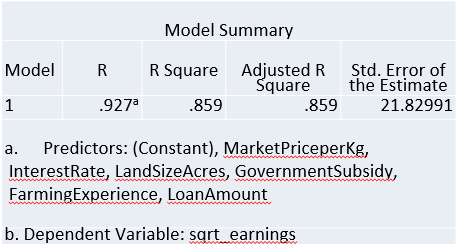 Model Summary
Model R R Square Adjusted R Square Std. Error of the Estimate
1 .927a .859 .859 21.82991
a. Predictors: (Constant), MarketPriceperKg,
InterestRate, LandSizeAcres, GovernmentSubsidy,
FarmingExperience, LoanAmount
b. Dependent Variable: sqrt_earnings